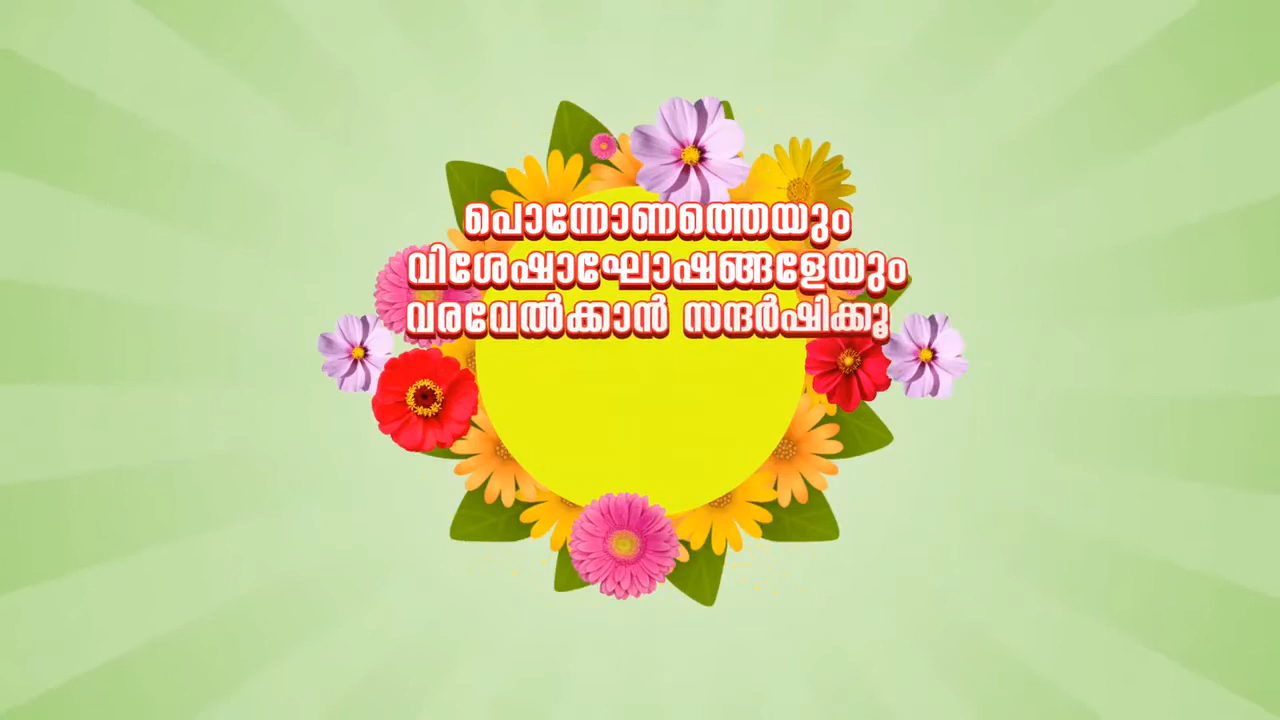 പൊന്നോണത്തെയും
വിശേഷാഘോഷങ്ങളേയും
വരവേൽക്കാൻ സന്ദർഷിക്കൂ